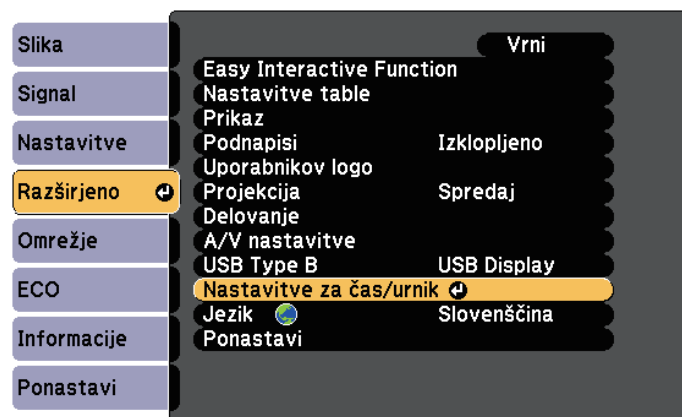 Slika
Signal
Nastavitve
Razširjeno
Omrežje
ECO
Informacije
Ponastavi
Vrni
Easy Interactive Function
Nastavitve table
Prikaz
Podnapisi Izklopljeno
Uporabnikov logo
Projekcija Spredaj
Delovanje
A/V nastavitve
USB Type B USB Display
Nastavitve za čas/urnik
Jezik Slovenščina
Ponastavi